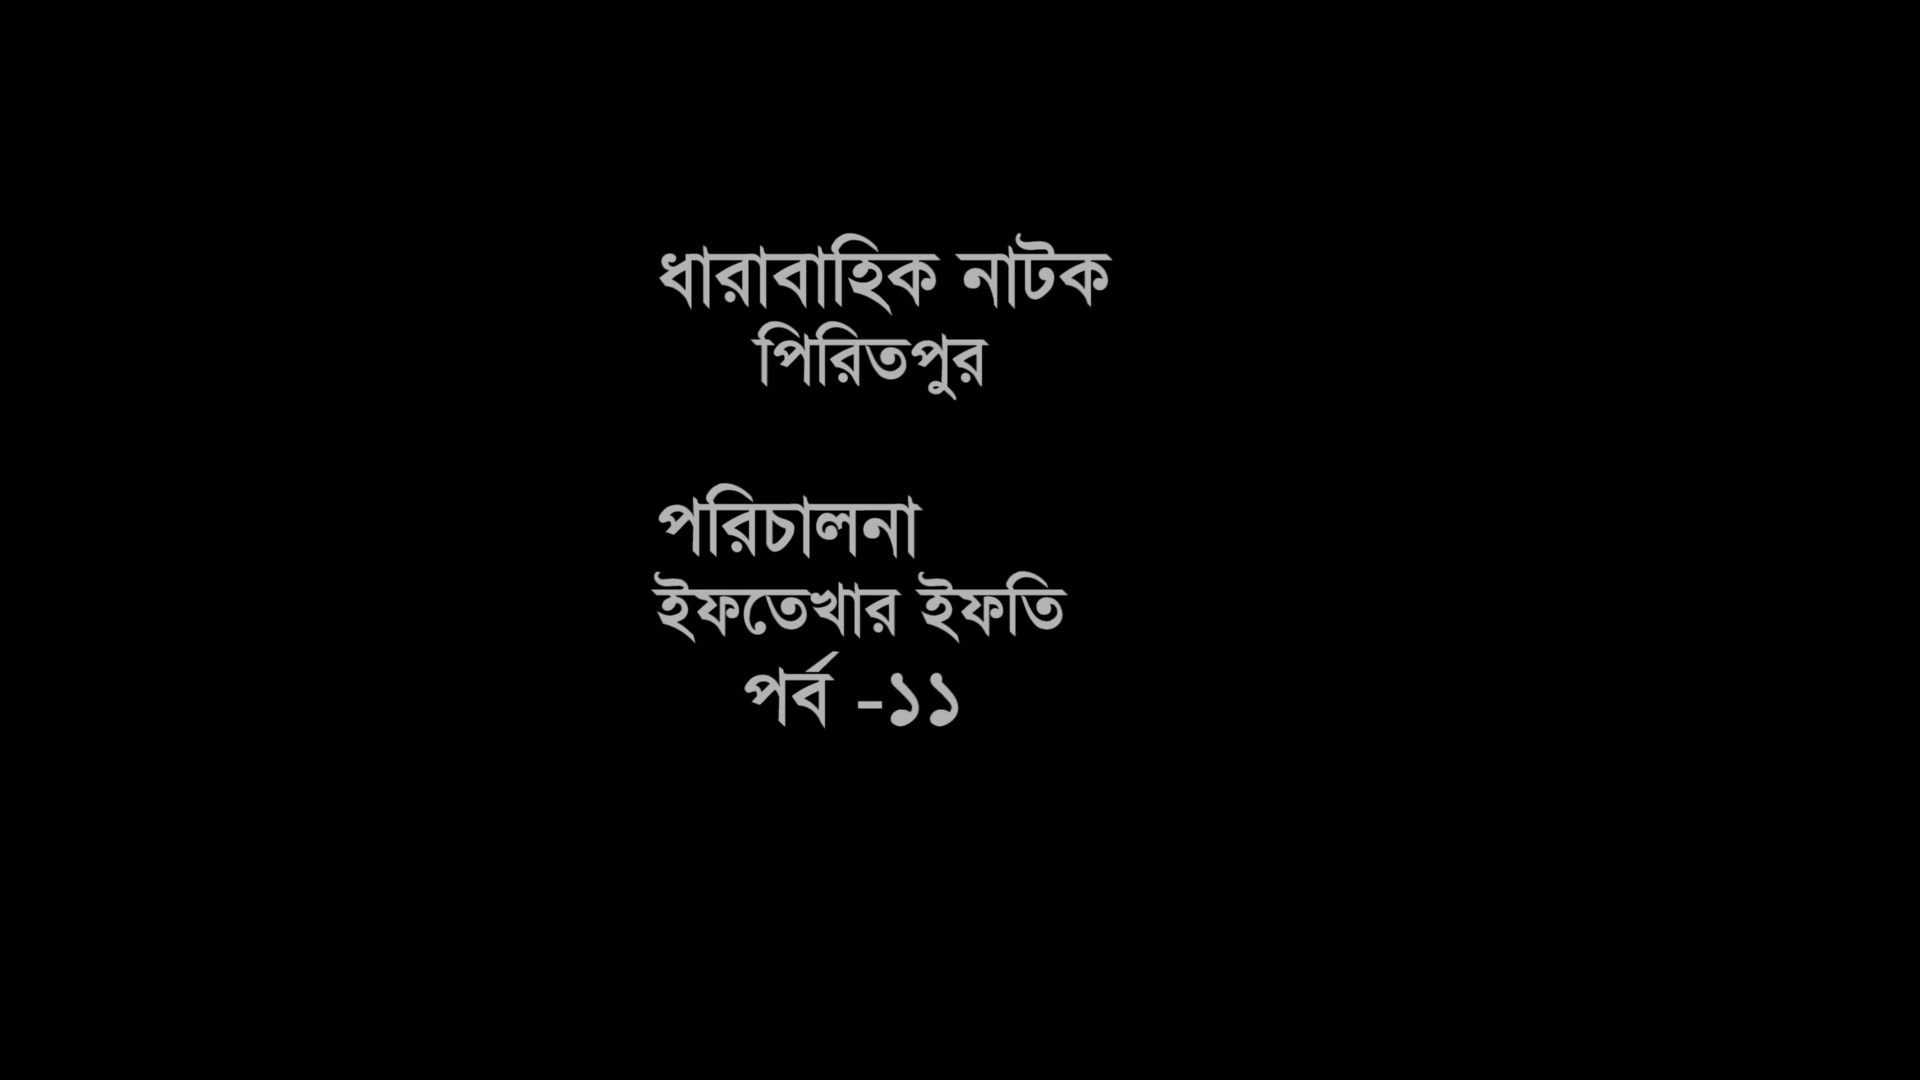 ধারাবাহিক নাটক
পিরিতপুর
পরিচালনা
ইফতেখার ইফতি
পর্ব -১১